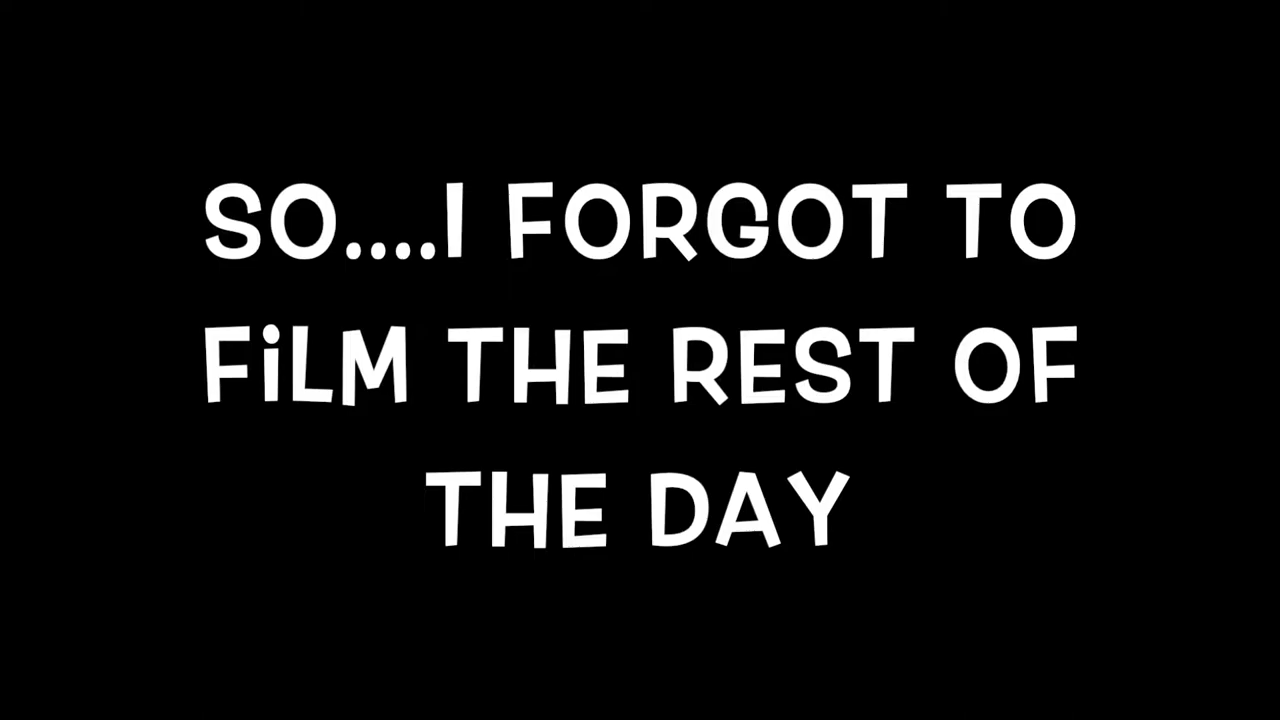 SO....I FORGOT TO
FiLM THE REST OF
THE DAY